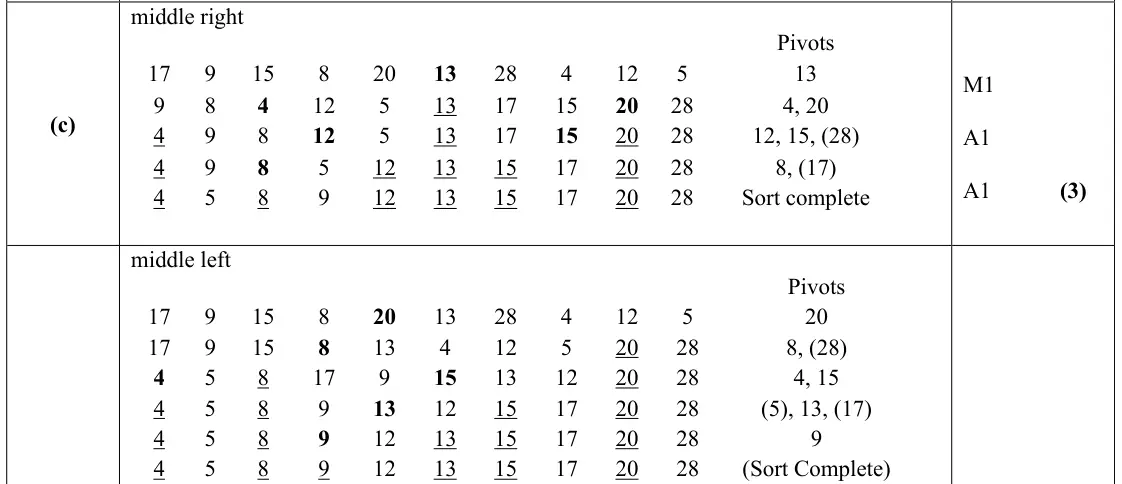 middle right
Pivots
17 9 15 8 20 13 28 4 12 5 13
M1
9 8 4 12 5 13 17 15 20 28 4, 20
(c)
4 9 8 12 5 13 17 15 20 28 12, 15, (28)
A1
4 9 8 5 12 13 15 17 20 28 8, (17)
4 5 8 9 12 13 15 17 20 28 Sort complete
A1 (3)
middle left
Pivots
17 9 15 8 20 13 28 4 12 5 20
17 9 15 8 13 4 12 5 20 28 8, (28)
4 5 8 17 9 15 13 12 20 28 4, 15
4 5 8 9 13 12 15 17 20 28 (5), 13, (17)
4 5 8 9 12 13 15 17 20 28 9
4 5 8 9 12 13 15 17 20 28 (Sort Complete)